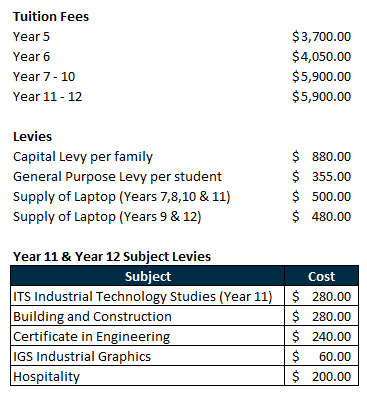 Tuition Fees
Year 5 $3,700.00
Year 6 $4,050.00
Year 7 - 10 $5,900.00
Year 11 - 12 $5,900.00
Levies
Capital Levy per family $ 880.00
General Purpose Levy per student $ 355.00
Supply of Laptop (Years 7,8,10 & 11) $ 500.00
Supply of Laptop (Years 9 & 12) $ 480.00
Year 11 & Year 12 Subject Levies
Subject Cost
ITS Industrial Technology Studies (Year 11) $ 280.00
Building and Construction $ 280.00
Certificate in Engineering $ 240.00
IGS Industrial Graphics $ 60.00
Hospitality $ 200.00